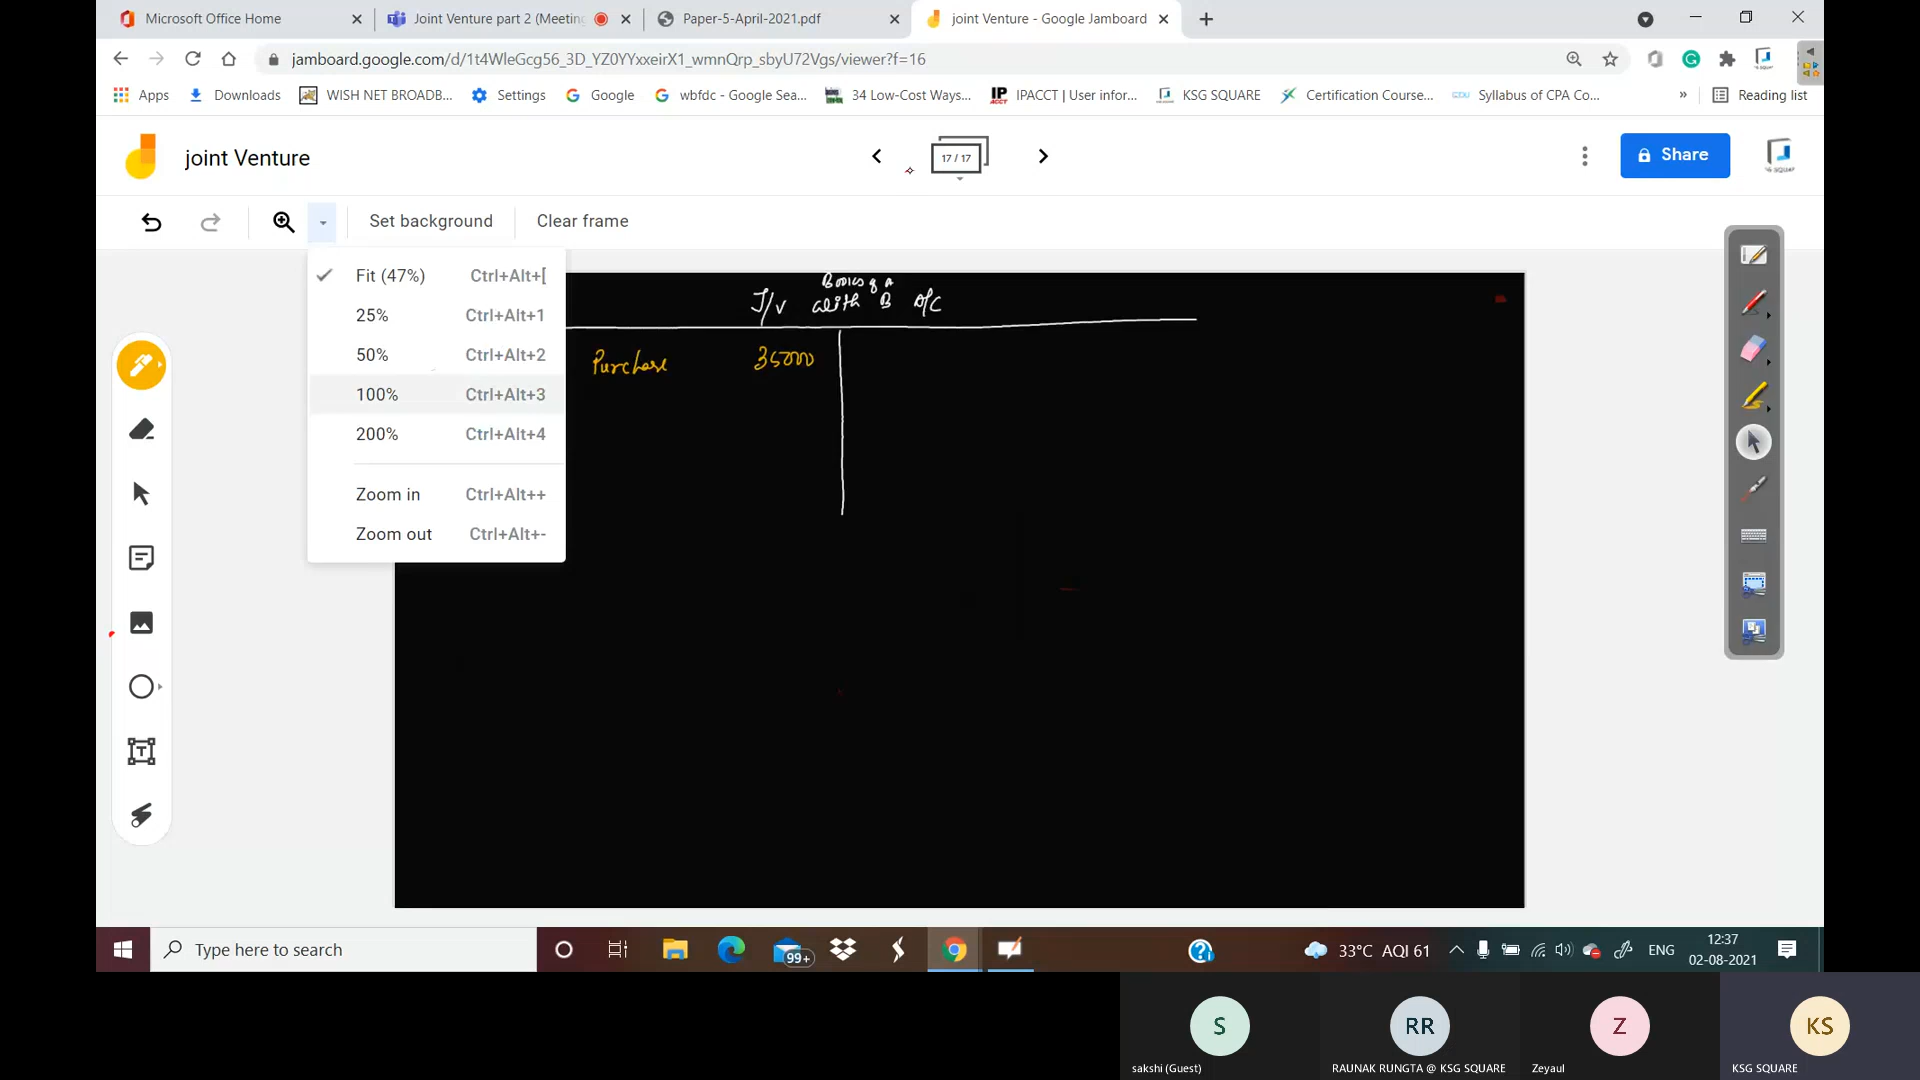 Microsoft Office Home
Joint Venture part 2 (Meetin
Paper-5-April-2021.pdf
joint Venture - Google Jamboard
jamboard.google.com/d/1t4WleGcg56_3D_YZ0YYxxeirX1_wmnQrp_sbyU72Vgs/viewer?f=16
Apps
Downloads
WISH NET BROADB...
Settings
Google
wbfdc - Google Sea...
34 Low-Cost Ways...
IP ACCT
IPACCT | User infor...
KSG SQUARE
Certification Course...
Syllabus of CPA Co...
»
Reading list
joint Venture
17 / 17
Share
Set background
Clear frame
Fit (47%) Ctrl+Alt+[
25% Ctrl+Alt+1
50% Ctrl+Alt+2
100% Ctrl+Alt+3
200% Ctrl+Alt+4
Zoom in Ctrl+Alt++
Zoom out Ctrl+Alt+-
Books of A
J/V with B A/C
Purchase 35000
Type here to search
99+
33°C AQI 61
ENG
12:37
02-08-2021
S
RR
Z
KS
sakshi (Guest)
RAUNAK RUNGTA @ KSG SQUARE
Zeyaul
KSG SQUARE